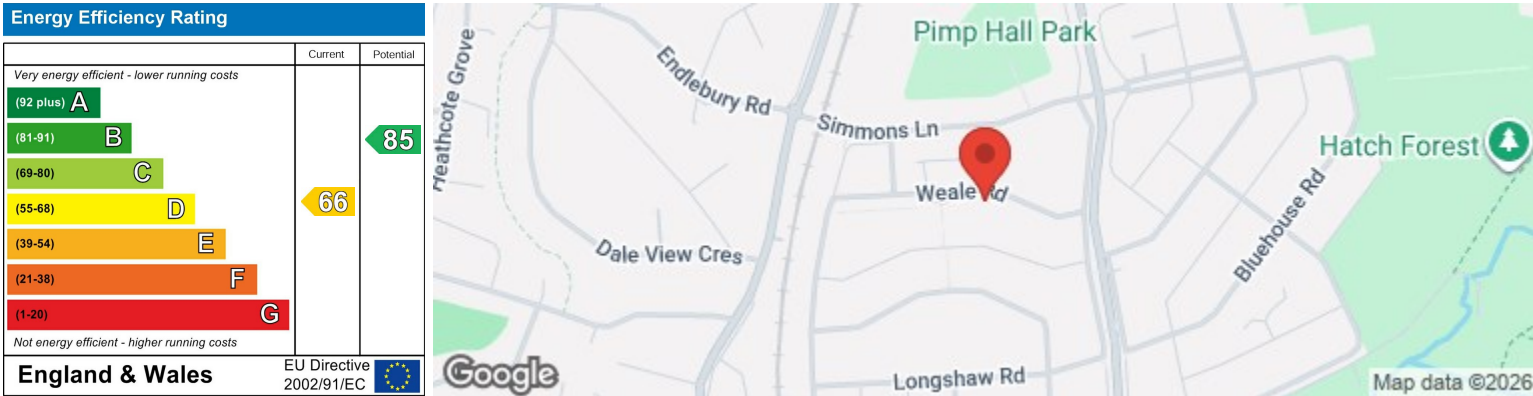 Energy Efficiency Rating
Current Potential
Very energy efficient - lower running costs
(92 plus) A
(81-91) B
85
(69-80) C
(55-68) D
66
(39-54) E
(21-38) F
(1-20) G
Not energy efficient - higher running costs
England & Wales
EU Directive
2002/91/EC
Pimp Hall Park
Heathcote Grove
Endlebury Rd
Simmons Ln
Hatch Forest
Weale Rd
Bluehouse Rd
Dale View Cres
Longshaw Rd
Google
Map data ©2026